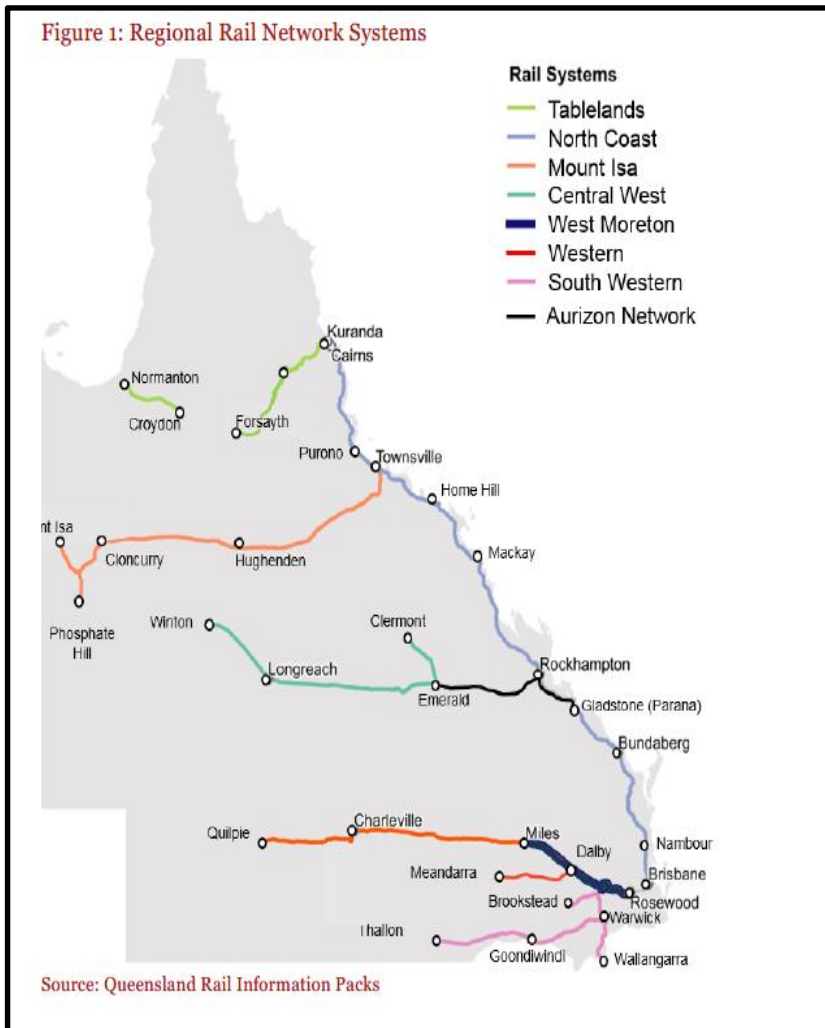 Figure 1: Regional Rail Network Systems
Rail Systems
Tablelands
North Coast
Mount Isa
Central West
West Moreton
Western
South Western
Aurizon Network
Kuranda
Cairns
Normanton
Croydon
Forsayth
Purono
Townsville
Home Hill
nt Isa
Cloncurry
Hughenden
Mackay
Phosphate
Hill
Winton
Clermont
Longreach
Rockhampton
Emerald
Gladstone (Parana)
Bundaberg
Quilpie
Charleville
Miles
Nambour
Dalby
Meandarra
Brisbane
Brookstead
Rosewood
Warwick
Thallon
Goondiwindi
Wallangarra
Source: Queensland Rail Information Packs